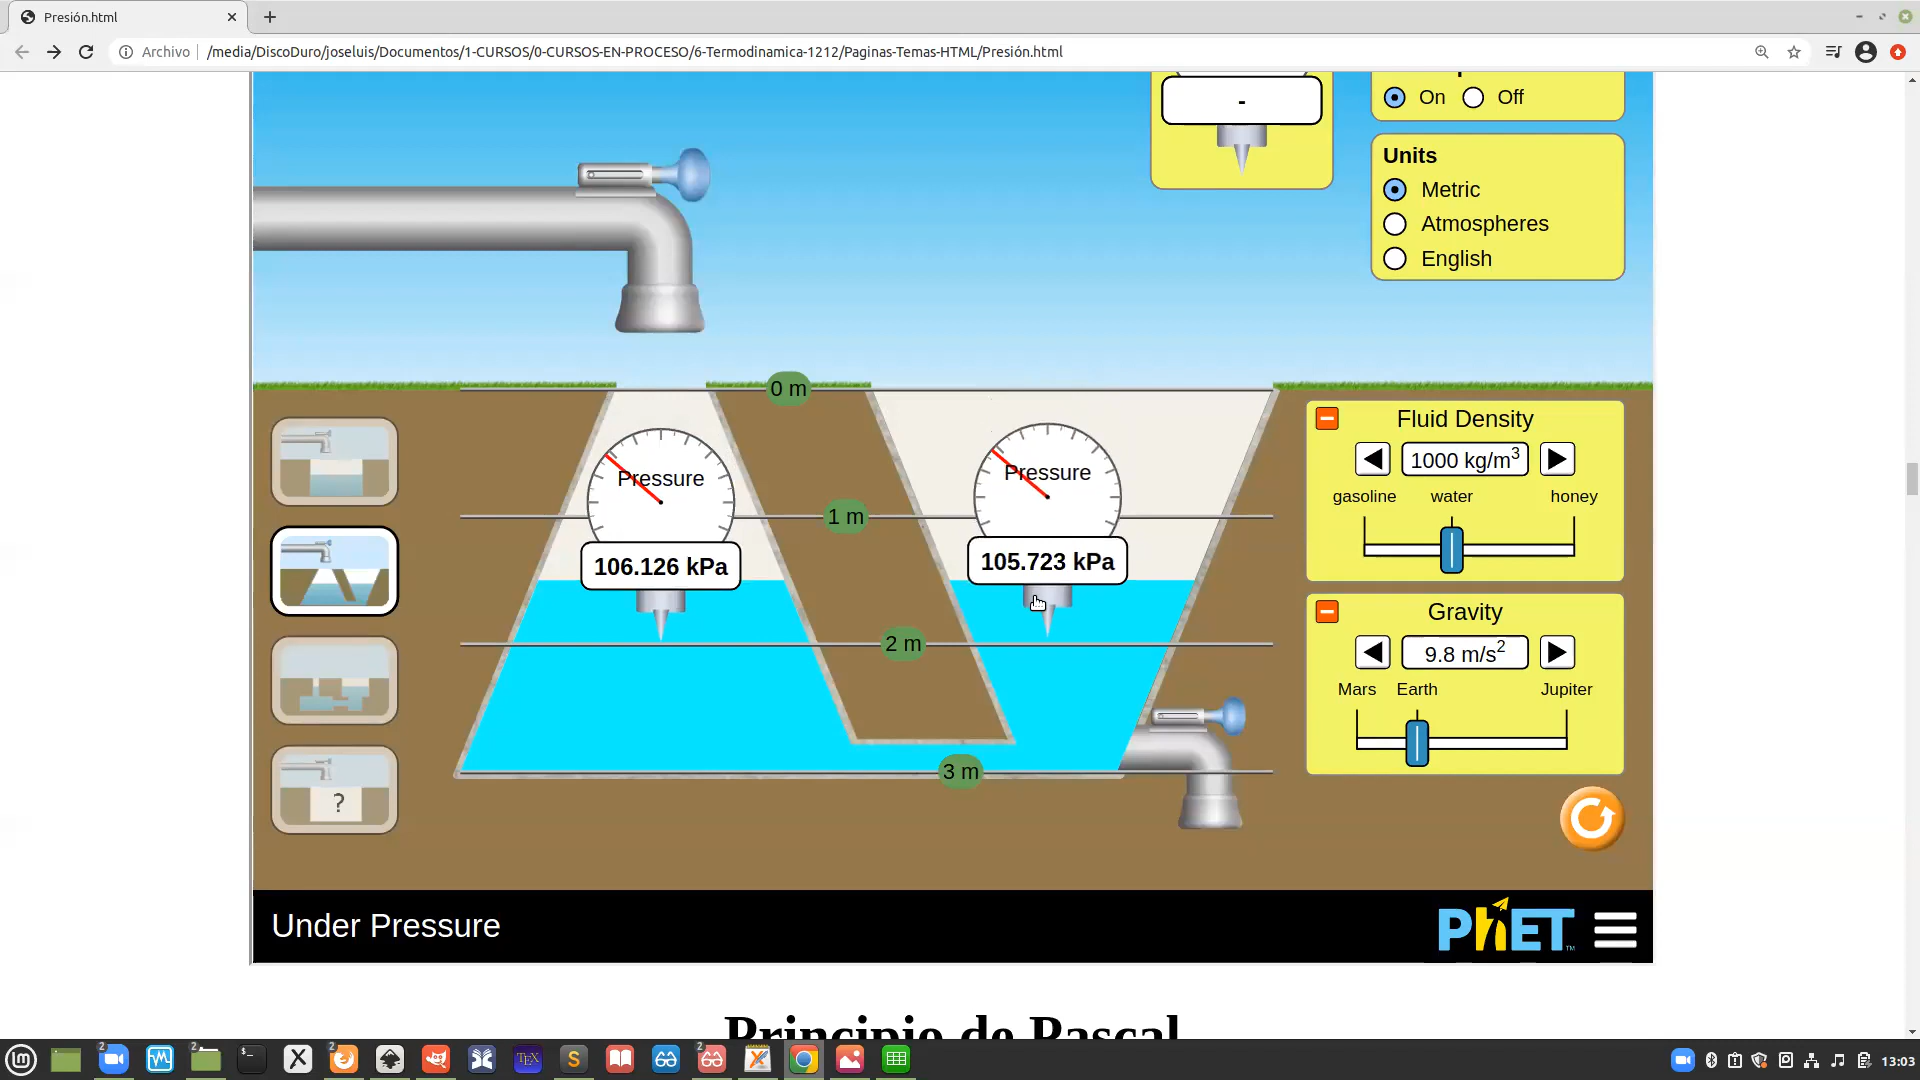 Presión.html
Archivo /media/DiscoDuro/joseluis/Documentos/1-CURSOS/0-CURSOS-EN-PROCESO/6-Termodinamica-1212/Paginas-Temas-HTML/Presión.html
-
On Off
Units
Metric
Atmospheres
English
0 m
Pressure
106.126 kPa
Pressure
105.723 kPa
1 m
2 m
3 m
?
Fluid Density
1000 kg/m³
gasoline water honey
Gravity
9.8 m/s²
Mars Earth Jupiter
Under Pressure
PhET
Principio de Pascal
13:03